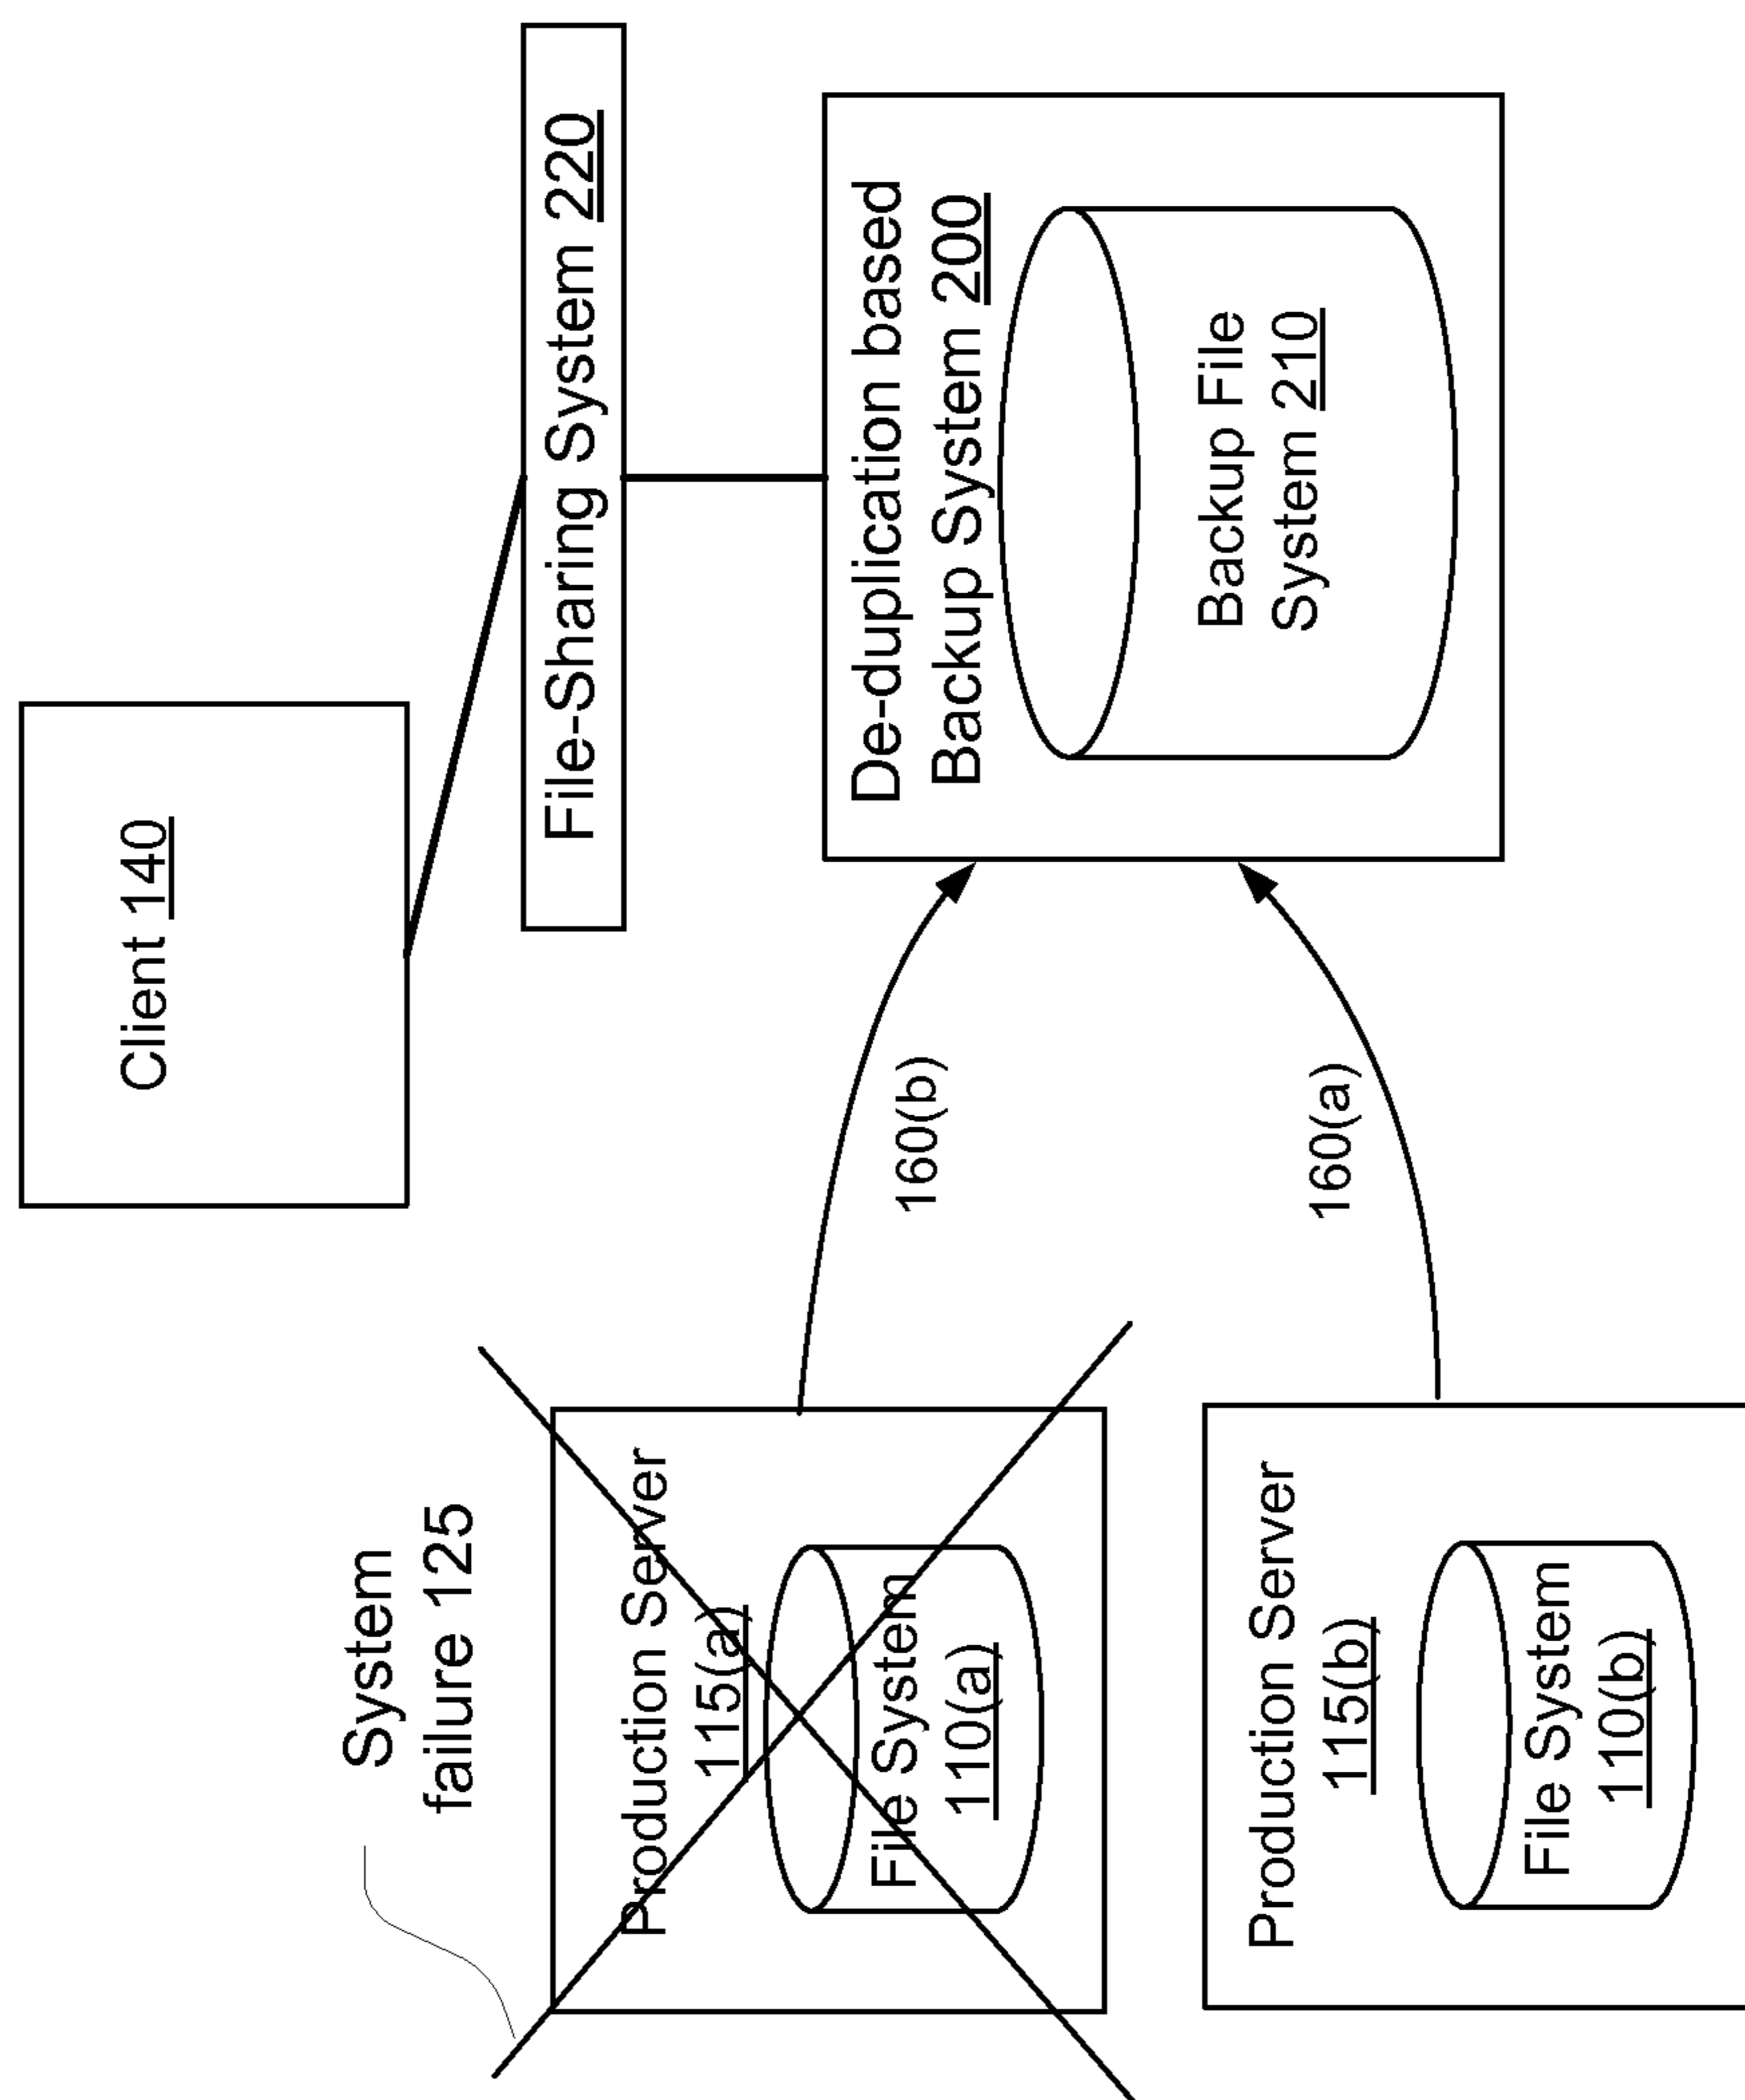 Client 140
File-Sharing System 220
System
failure 125
Production Server
115(a)
File System
110(a)
160(b)
De-duplication based
Backup System 200
Backup File
System 210
Production Server
115(b)
File System
110(b)
160(a)